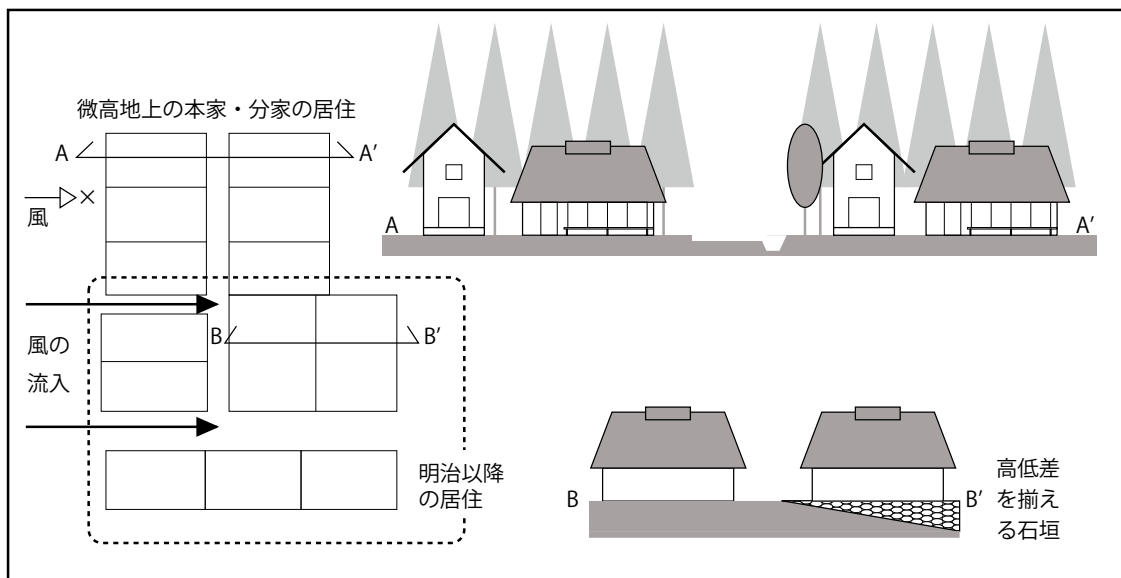 微高地上の本家・分家の居住
A
A'
風
×
A
A'
風の
流入
B
B'
明治以降
の居住
B
B'
高低差
を揃え
る石垣